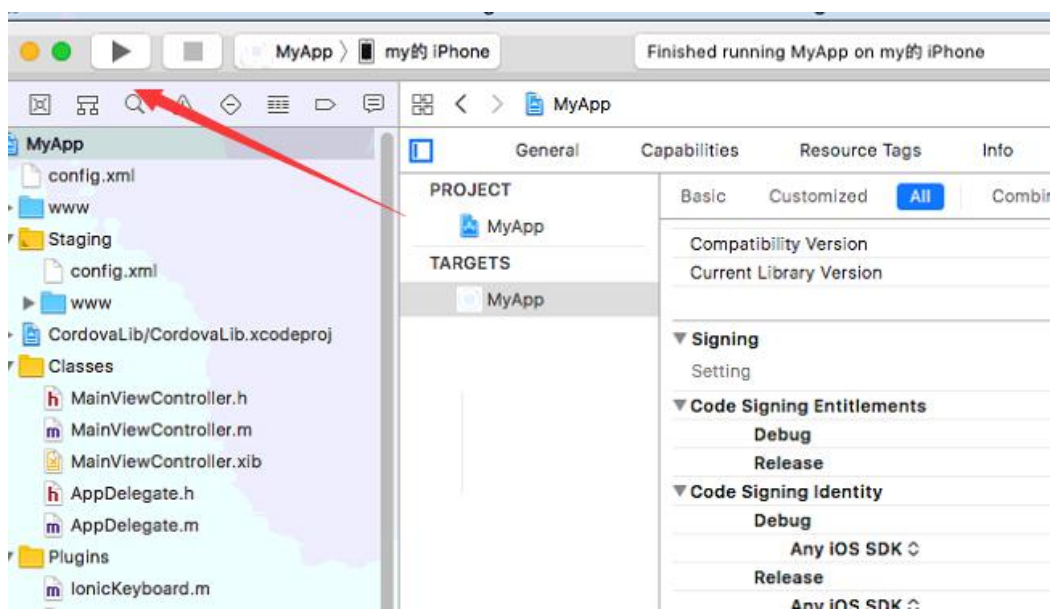 MyApp 〉 my的 iPhone
Finished running MyApp on my的 iPhone
MyApp
MyApp
config.xml
www
Staging
config.xml
www
CordovaLib/CordovaLib.xcodeproj
Classes
MainViewController.h
MainViewController.m
MainViewController.xib
AppDelegate.h
AppDelegate.m
Plugins
IonicKeyboard.m
General Capabilities Resource Tags Info
PROJECT
MyApp
TARGETS
MyApp
Basic Customized All
Compatibility Version
Current Library Version
Signing
Setting
Code Signing Entitlements
Debug
Release
Code Signing Identity
Debug
Any iOS SDK
Release
Any iOS SDK